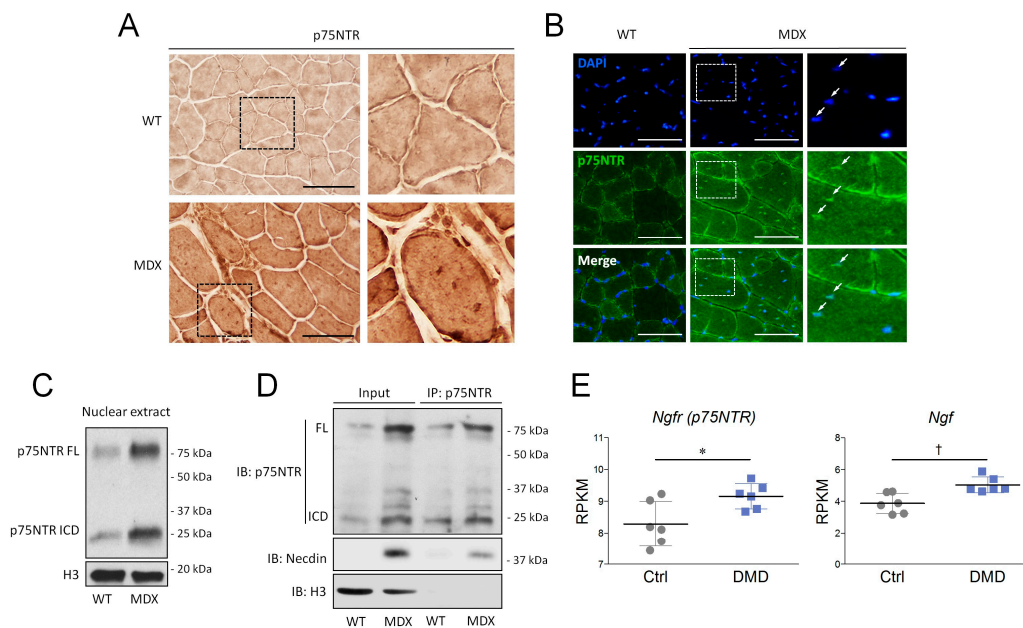 A
p75NTR
WT
MDX
B
WT
MDX
DAPI
p75NTR
Merge
C
Nuclear extract
p75NTR FL
- 75 kDa
- 50 kDa
- 37 kDa
p75NTR ICD
- 25 kDa
- 20 kDa
H3
WT MDX
D
Input IP: p75NTR
FL
- 75 kDa
- 50 kDa
IB: p75NTR
- 37 kDa
ICD
- 25 kDa
IB: Necdin
- 37 kDa
IB: H3
WT MDX WT MDX
E
Ngfr (p75NTR)
11
10
9
8
7
RPKM
*
Ctrl DMD
Ngf
8
6
4
2
0
RPKM
†
Ctrl DMD